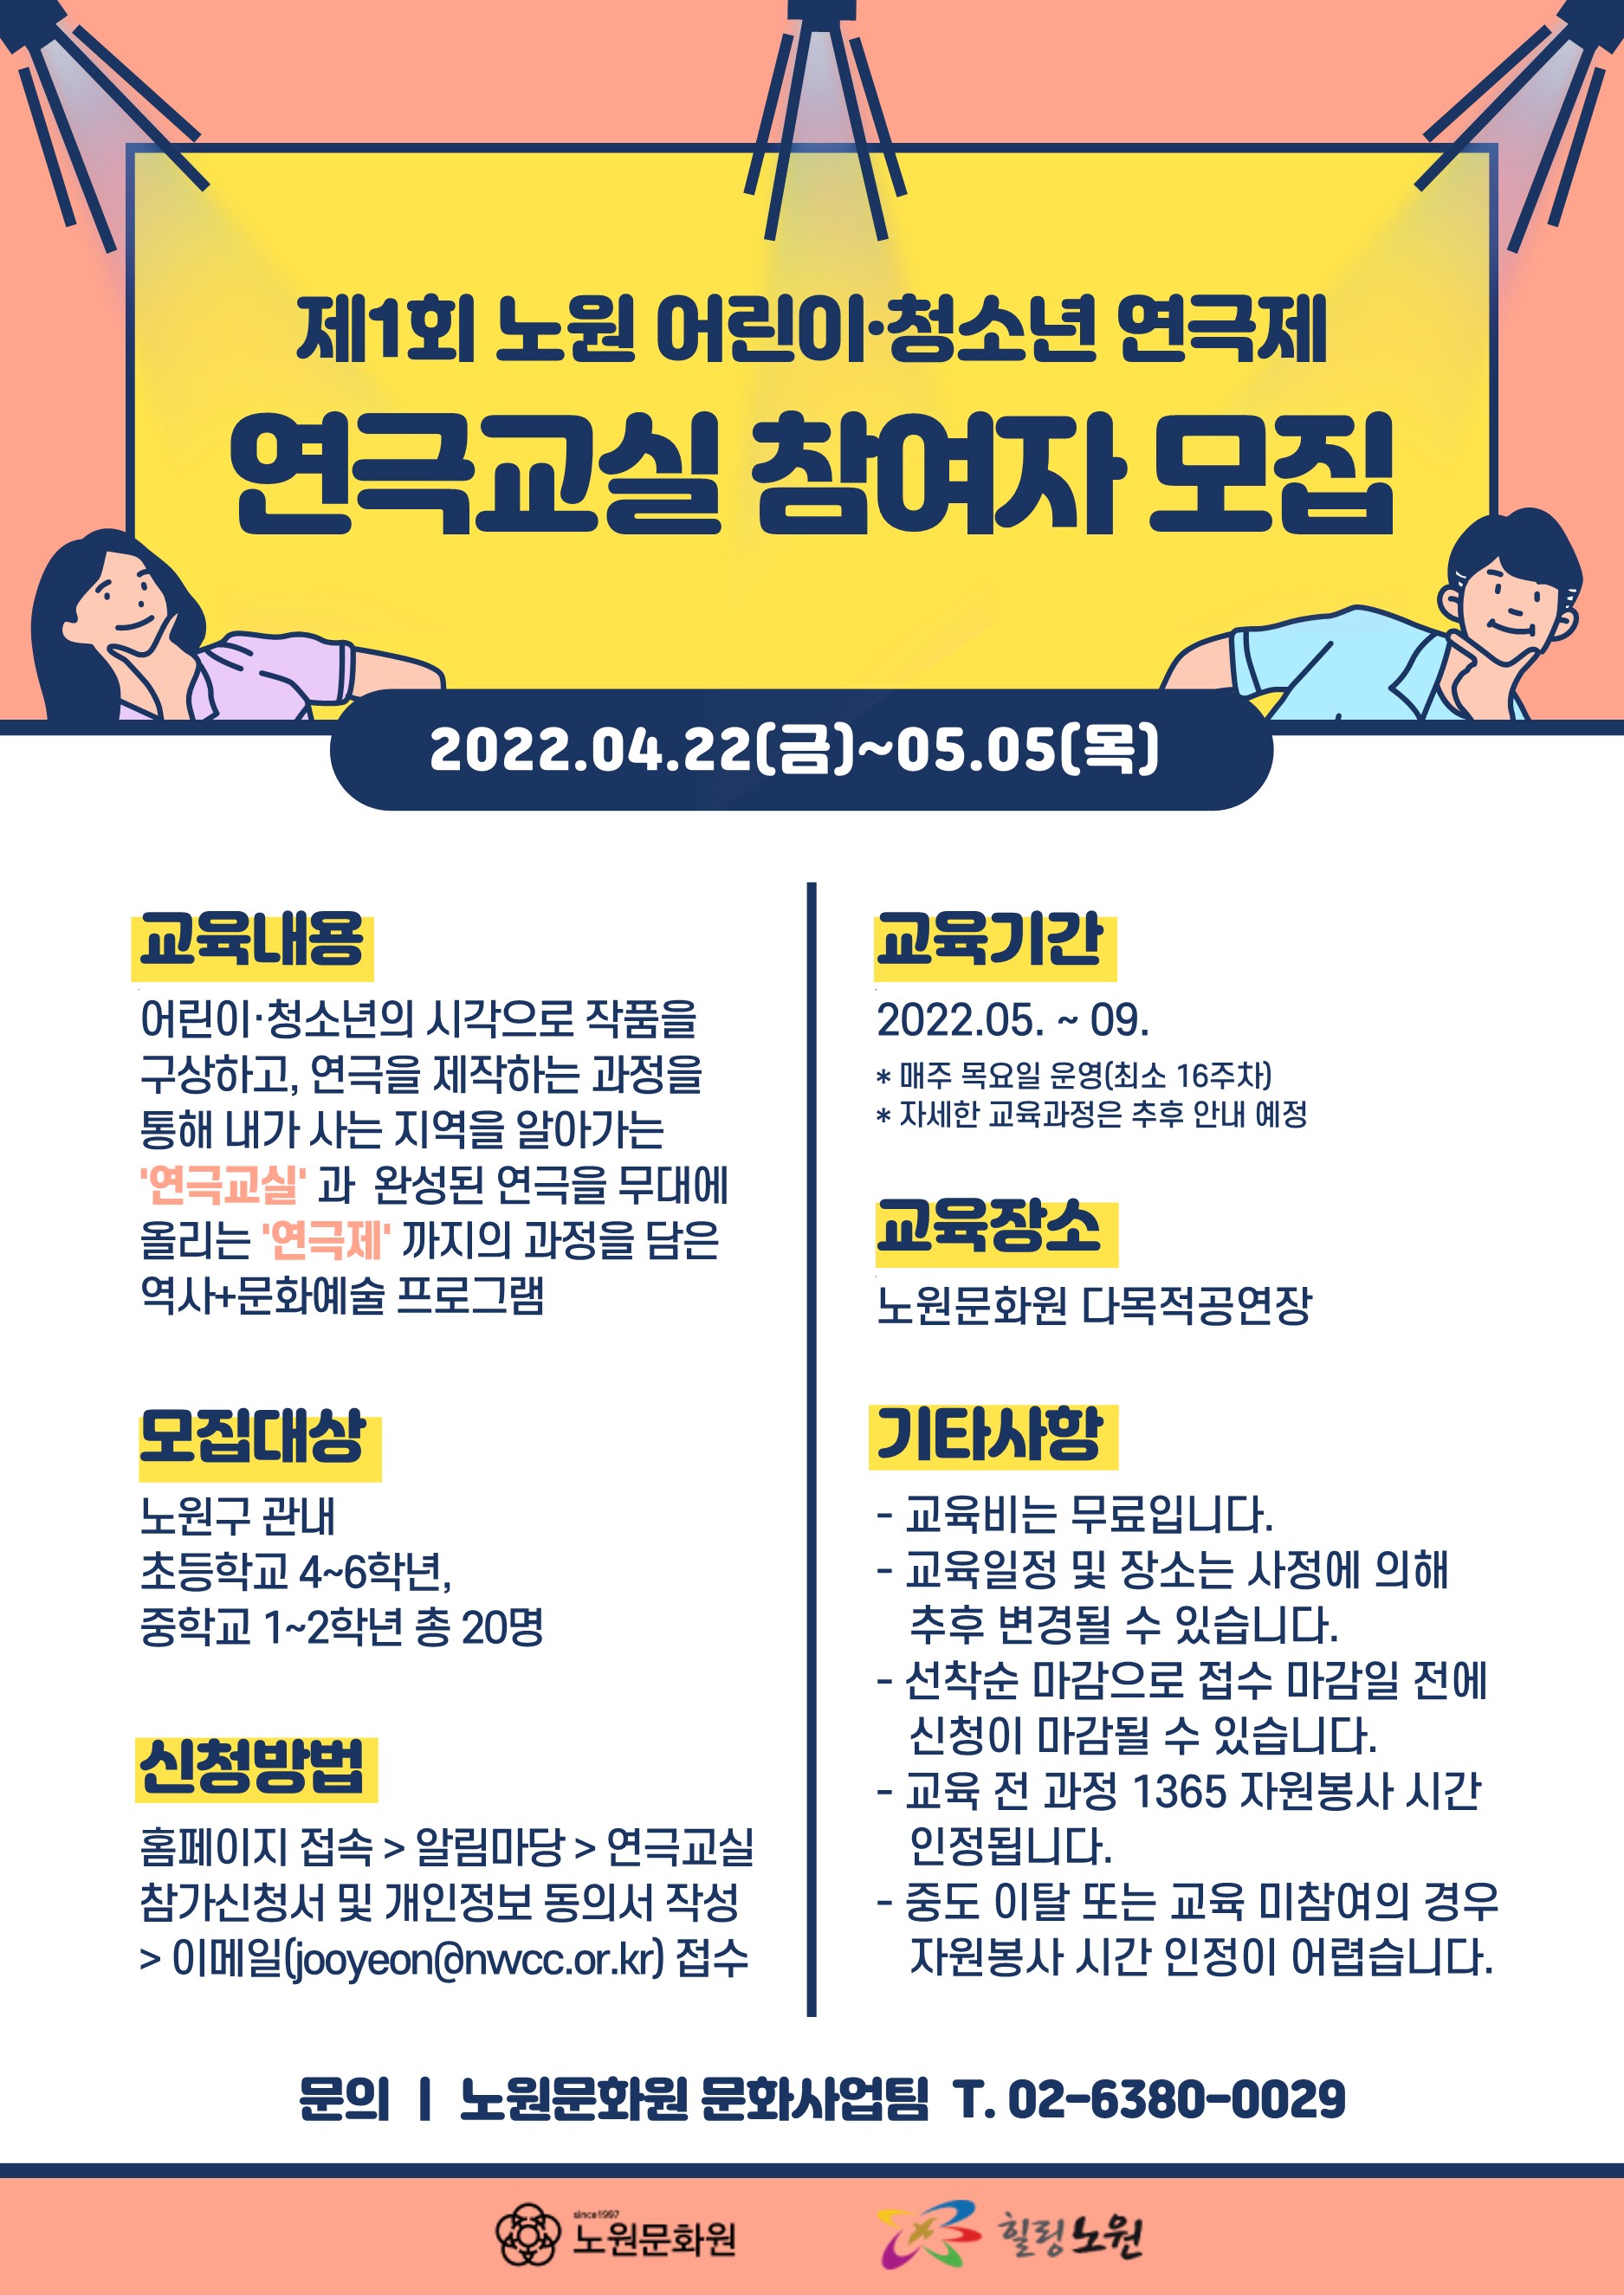 제1회 노원 어린이·청소년 연극제
연극교실 참여자 모집
2022.04.22(금)~05.05(목)
교육내용
어린이·청소년의 시각으로 작품을
구상하고, 연극을 제작하는 과정을
통해 내가 사는 지역을 알아가는
'연극교실' 과 완성된 연극을 무대에
올리는 '연극제' 까지의 과정을 담은
역사+문화예술 프로그램
모집대상
노원구 관내
초등학교 4~6학년,
중학교 1~2학년 총 20명
신청방법
홈페이지 접속 > 알림마당 > 연극교실
참가신청서 및 개인정보 동의서 작성
> 이메일(jooyeon@nwcc.or.kr) 접수
교육기간
2022.05. ~ 09.
* 매주 목요일 운영(최소 16주차)
* 자세한 교육과정은 추후 안내 예정
교육장소
노원문화원 다목적공연장
기타사항
- 교육비는 무료입니다.
- 교육일정 및 장소는 사정에 의해
추후 변경될 수 있습니다.
- 선착순 마감으로 접수 마감일 전에
신청이 마감될 수 있습니다.
- 교육 전 과정 1365 자원봉사 시간
인정됩니다.
- 중도 이탈 또는 교육 미참여의 경우
자원봉사 시간 인정이 어렵습니다.
문의 | 노원문화원 문화사업팀 T. 02-6380-0029
since1997
노원문화원
힐링노원